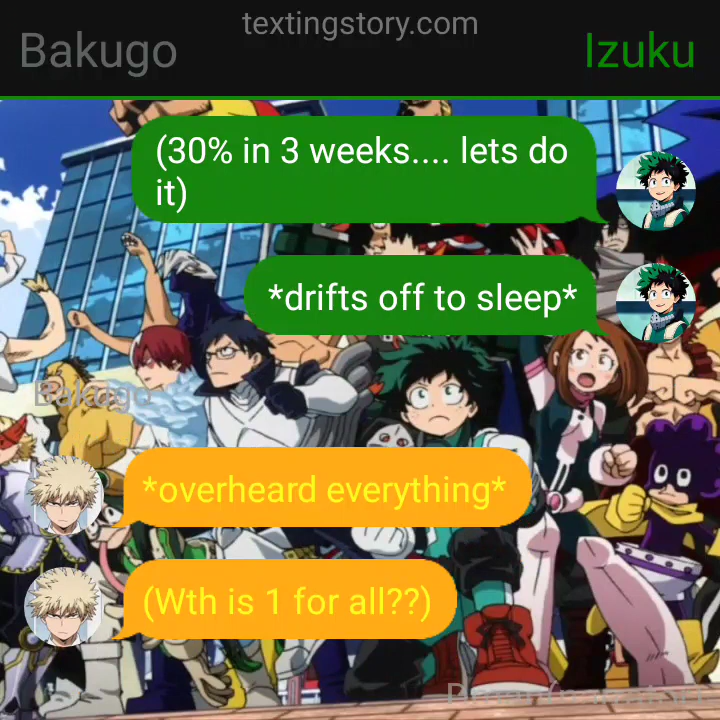 textingstory.com
Bakugo
Izuku
(30% in 3 weeks.... lets do
it)
*drifts off to sleep*
Bakugo
*overheard everything*
(Wth is 1 for all??)